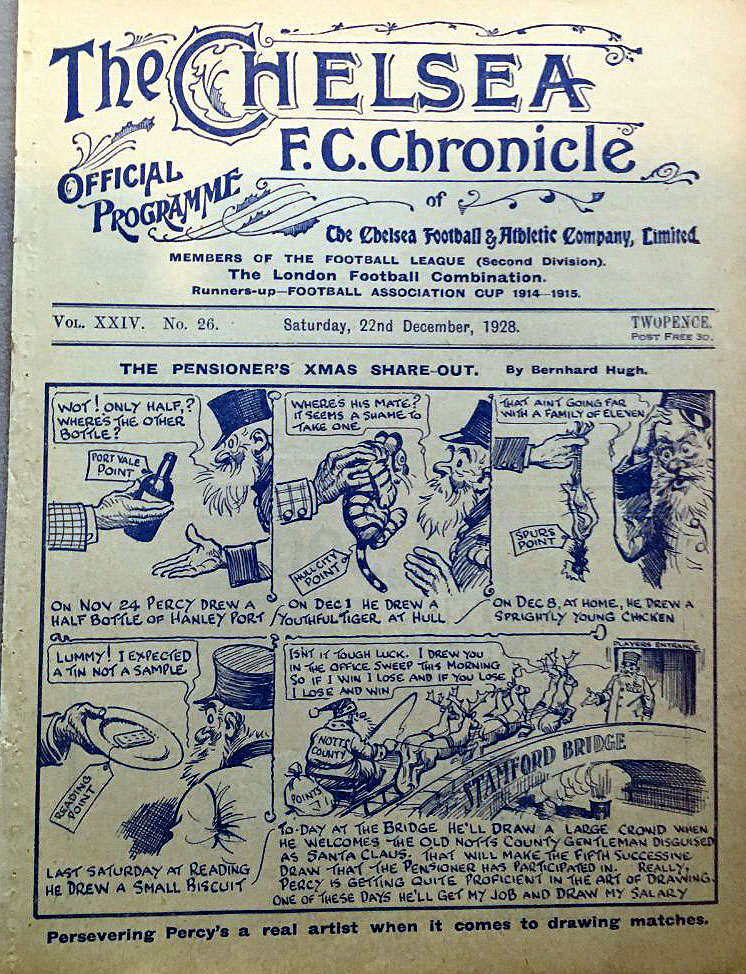 The CHELSEA
F.C. Chronicle
OFFICIAL
PROGRAMME
of
The Chelsea Football & Athletic Company, Limited.
MEMBERS OF THE FOOTBALL LEAGUE (Second Division).
The London Football Combination.
Runners-up—FOOTBALL ASSOCIATION CUP 1914—1915.
VOL. XXIV. No. 26.
Saturday, 22nd December, 1928.
TWOPENCE.
POST FREE 3D.
THE PENSIONER'S XMAS SHARE-OUT. By Bernhard Hugh.
WOT! ONLY HALF,?
WHERE'S THE OTHER
BOTTLE?
PORT VALE
POINT
ON NOV 24 PERCY DREW A
HALF BOTTLE OF HANLEY PORT
WHERE'S HIS MATE?
IT SEEMS A SHAME TO
TAKE ONE
HULL CITY
POINT
ON DEC 1 HE DREW A
YOUTHFUL TIGER AT HULL
THAT AINT GOING FAR
WITH A FAMILY OF ELEVEN
SPURS
POINT
ON DEC 8, AT HOME, HE DREW A
SPRIGHTLY YOUNG CHICKEN
LUMMY! I EXPECTED
A TIN NOT A SAMPLE
READING
POINT
LAST SATURDAY AT READING
HE DREW A SMALL BISCUIT
ISNT IT TOUGH LUCK. I DREW YOU
IN THE OFFICE SWEEP THIS MORNING
SO IF I WIN I LOSE AND IF YOU LOSE
I LOSE AND WIN
PLAYERS ENTRANCE
NOTTS
COUNTY
POINTS
STAMFORD BRIDGE
TO-DAY AT THE BRIDGE HE'LL DRAW A LARGE CROWD WHEN
HE WELCOMES THE OLD NOTTS COUNTY GENTLEMAN DISGUISED
AS SANTA CLAUS. THAT WILL MAKE THE FIFTH SUCCESSIVE
DRAW THAT THE PENSIONER HAS PARTICIPATED IN. REALLY,
PERCY IS GETTING QUITE PROFICIENT IN THE ART OF DRAWING.
ONE OF THESE DAYS HE'LL GET MY JOB AND DRAW MY SALARY
Persevering Percy's a real artist when it comes to drawing matches.